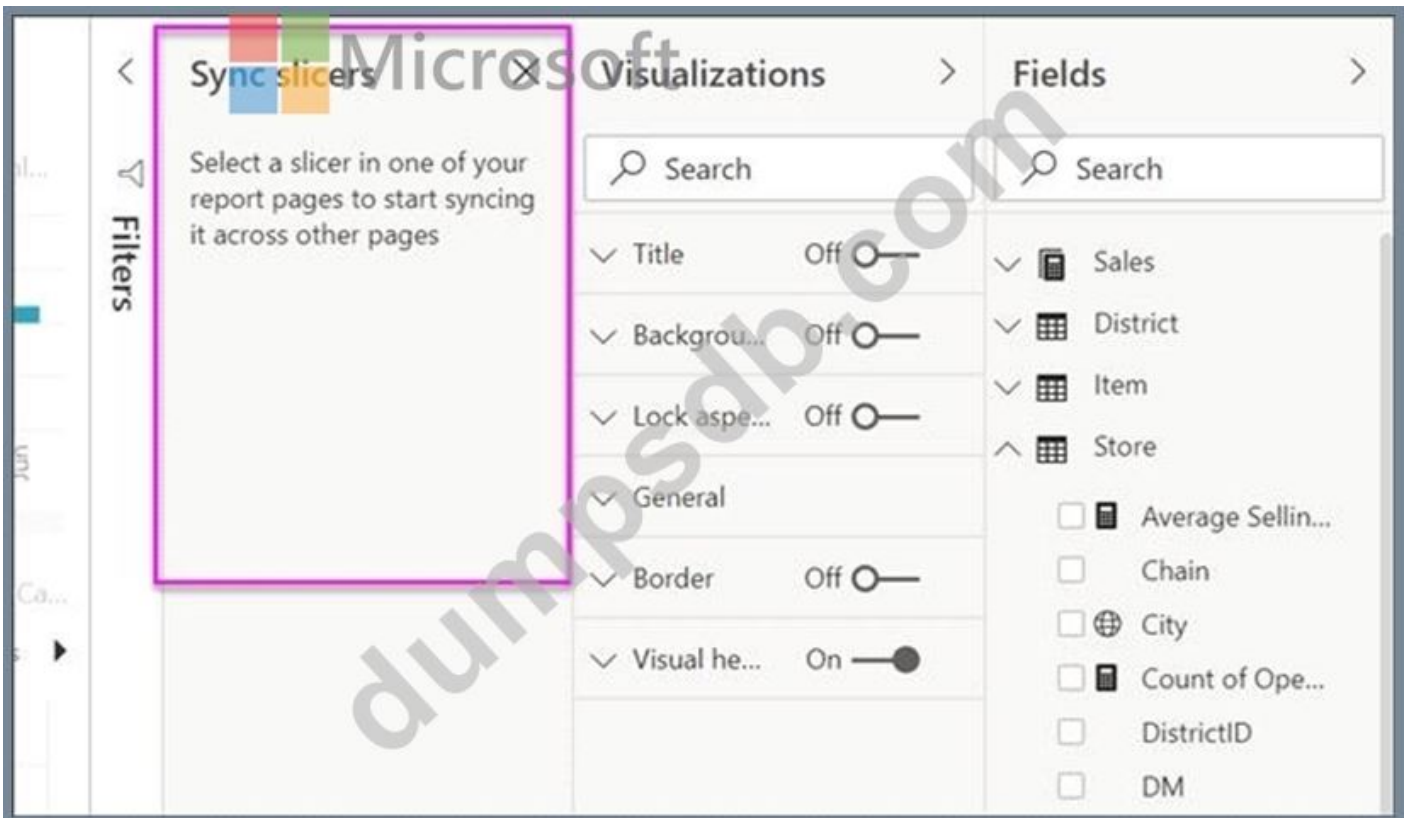 Microsoft
Sync slicers
Select a slicer in one of your
report pages to start syncing
it across other pages
Filters
Visualizations
Search
Title Off
Backgrou... Off
Lock aspe... Off
General
Border Off
Visual he... On
Fields
Search
Sales
District
Item
Store
Average Sellin...
Chain
City
Count of Ope...
DistrictID
DM
Ca...
dumpsdb.com